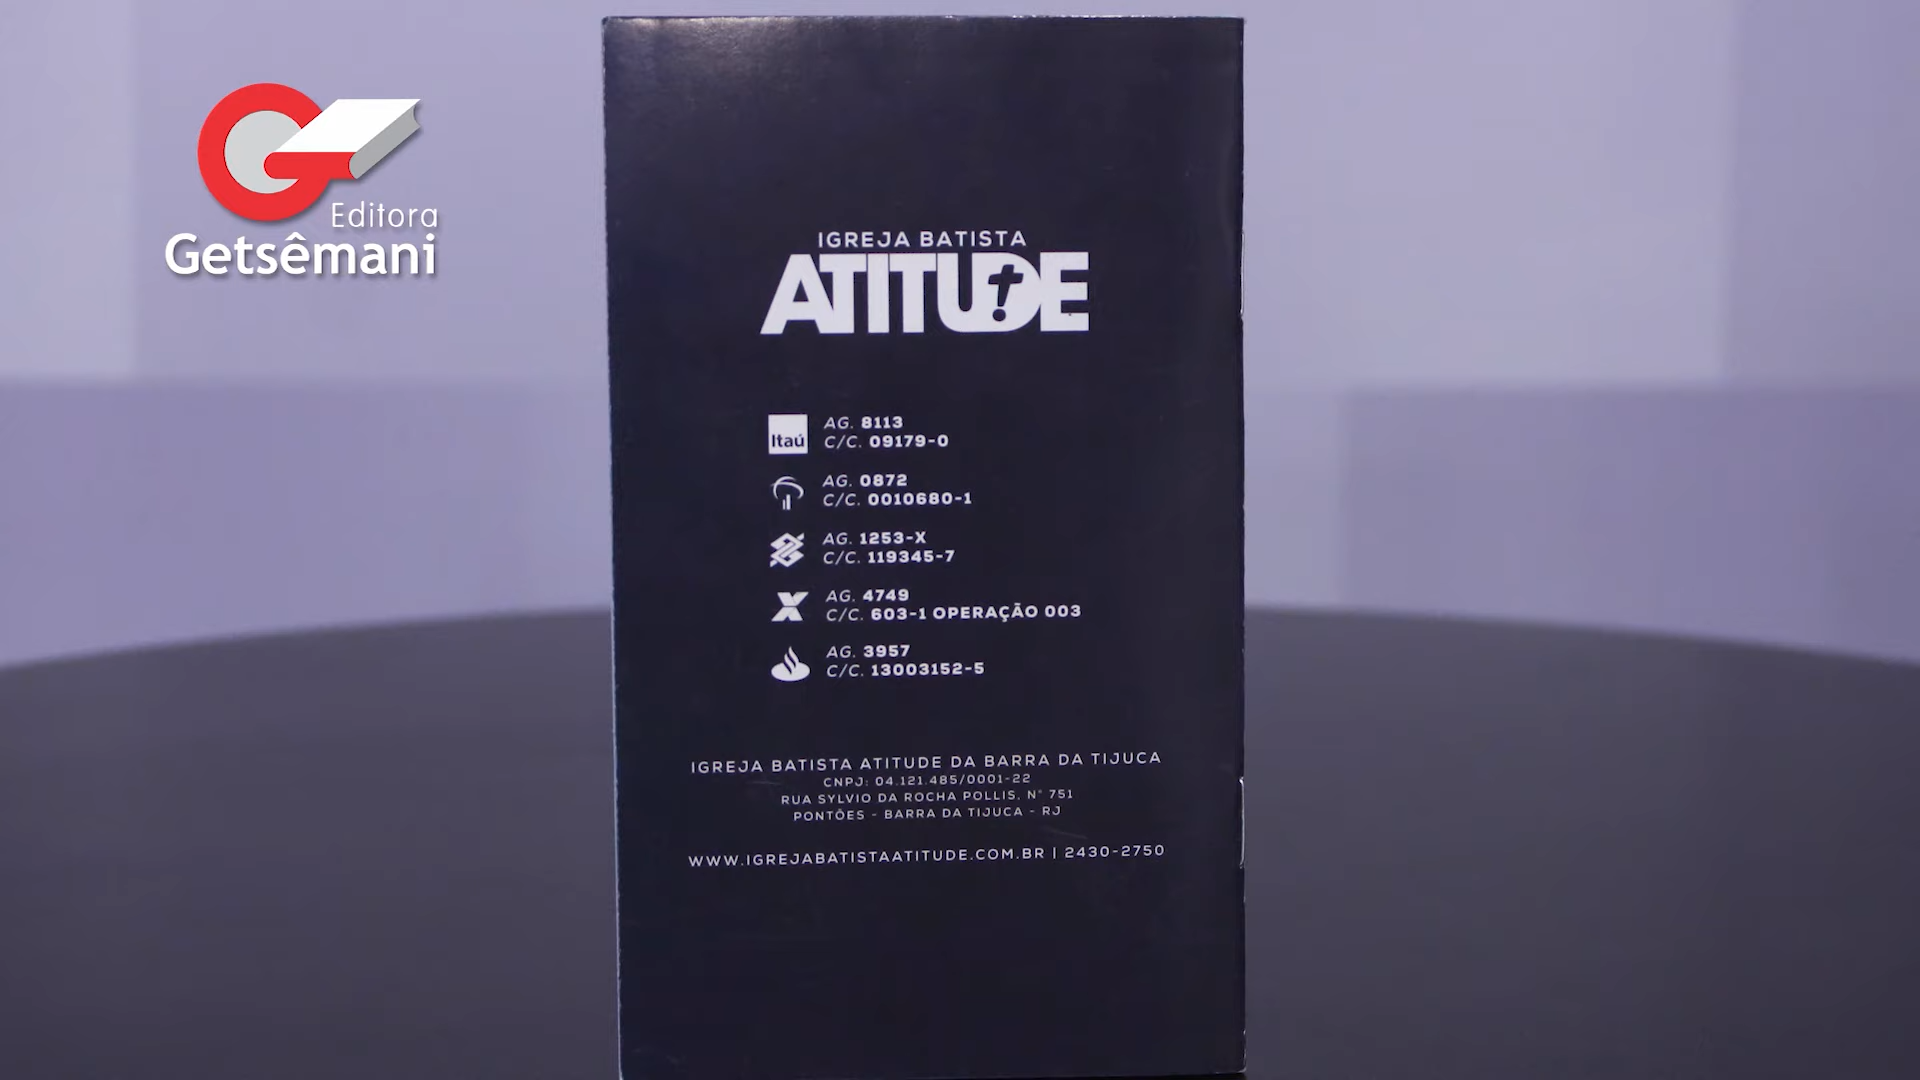 Editora
Getsêmani
IGREJA BATISTA
ATITUDE
Itaú
AG. 8113
C/C. 09179-0
AG. 0872
C/C. 0010680-1
AG. 1253-X
C/C. 119345-7
AG. 4749
C/C. 603-1 OPERAÇÃO 003
AG. 3957
C/C. 13003152-5
IGREJA BATISTA ATITUDE DA BARRA DA TIJUCA
CNPJ: 04.121.485/0001-22
RUA SYLVIO DA ROCHA POLLIS, N° 751
PONTÕES - BARRA DA TIJUCA - RJ
WWW.IGREJABATISTAATITUDE.COM.BR | 2430-2750